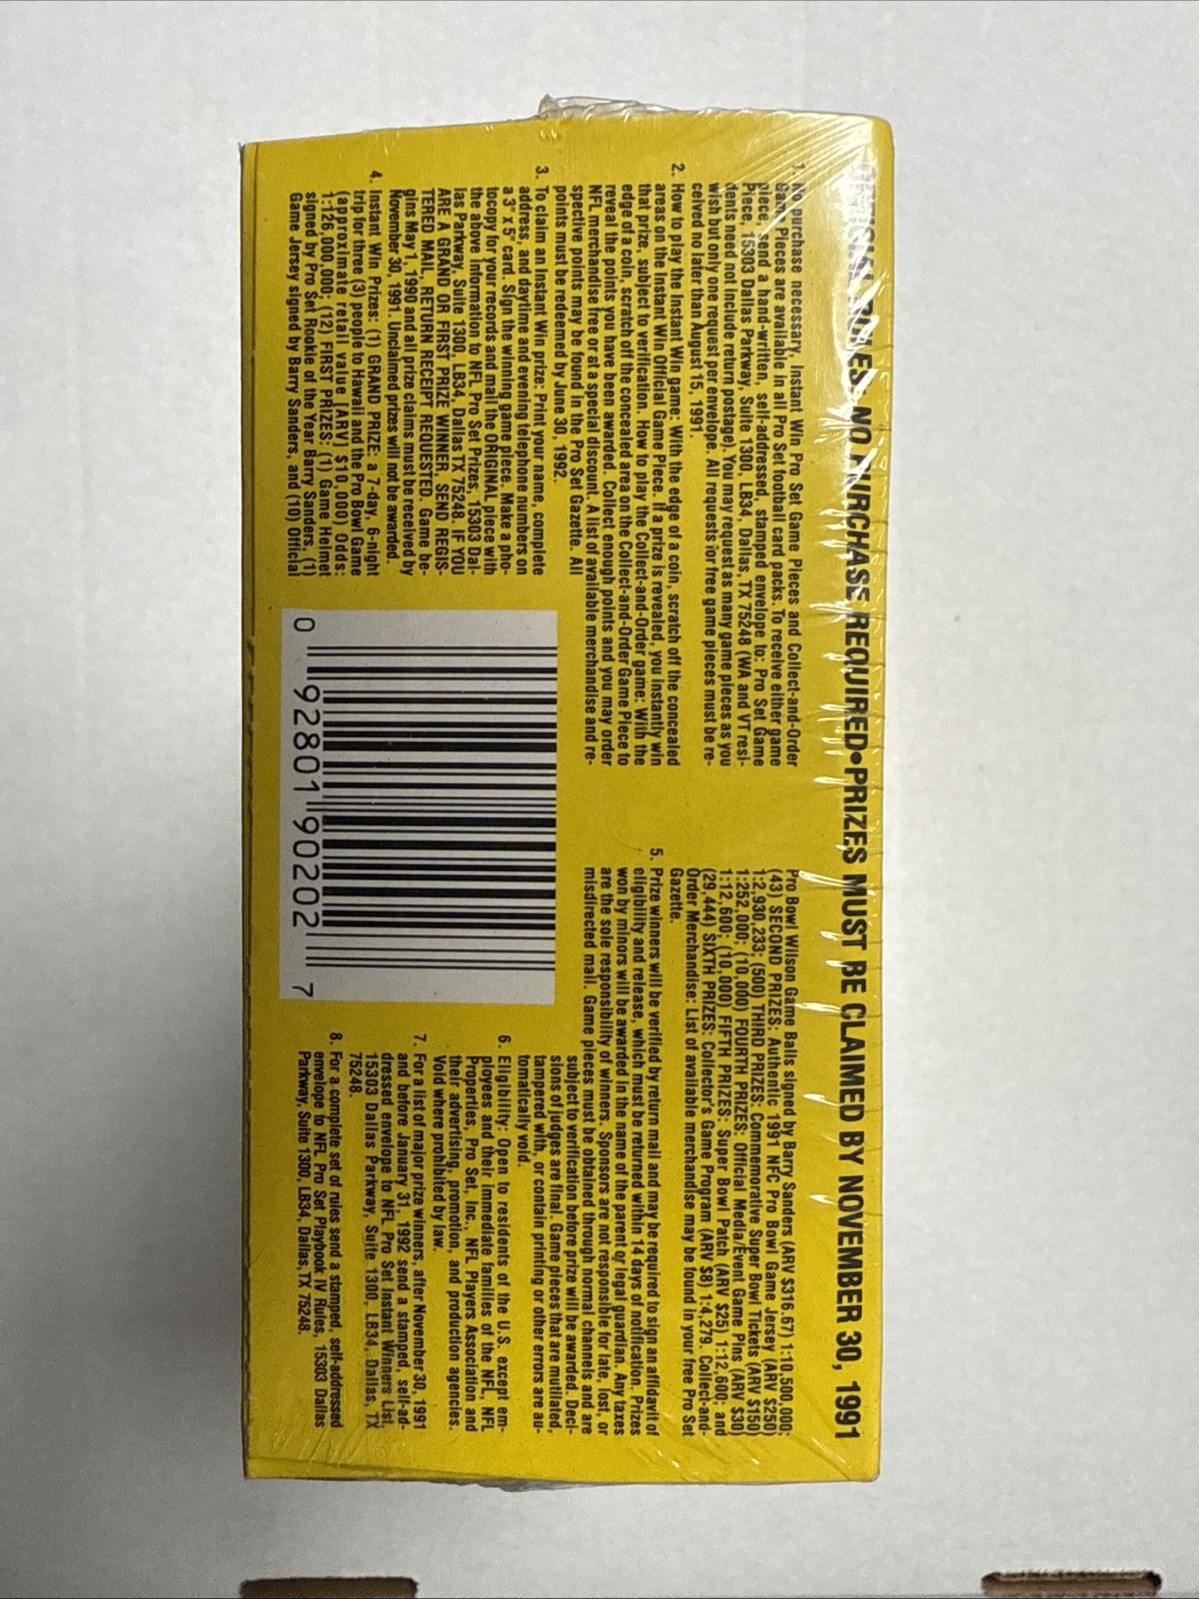 OFFICIAL RULES: NO PURCHASE REQUIRED•PRIZES MUST BE CLAIMED BY NOVEMBER 30, 1991
1. No purchase necessary, Instant Win Pro Set Game Pieces and Collect-and-Order
Game Pieces are available in all Pro Set football card packs. To receive either game
piece, send a hand-written, self-addressed, stamped envelope to: Pro Set Game
Piece, 15303 Dallas Parkway, Suite 1300, LB34, Dallas, TX 75248 (WA and VT resi-
dents need not include return postage). You may request as many game pieces as you
wish but only one request per envelope. All requests for free game pieces must be re-
ceived no later than August 15, 1991.
2. How to play the Instant Win game: With the edge of a coin, scratch off the concealed
areas on the Instant Win Official Game Piece. If a prize is revealed, you instantly win
that prize, subject to verification. How to play the Collect-and-Order game: With the
edge of a coin, scratch off the concealed area on the Collect-and-Order Game Piece to
reveal the points you have been awarded. Collect enough points and you may order
NFL merchandise free or at a special discount. A list of available merchandise and re-
spective points may be found in the Pro Set Gazette. All
points must be redeemed by June 30, 1992.
3. To claim an Instant Win prize: Print your name, complete
address, and daytime and evening telephone numbers on
a 3" x 5" card. Sign the winning game piece. Make a pho-
tocopy for your records and mail the ORIGINAL piece with
the above information to NFL Pro Set Prizes, 15303 Dal-
las Parkway, Suite 1300, LB34, Dallas TX 75248. IF YOU
ARE A GRAND OR FIRST PRIZE WINNER, SEND REGIS-
TERED MAIL, RETURN RECEIPT REQUESTED. Game be-
gins May 1, 1990 and all prize claims must be received by
November 30, 1991. Unclaimed prizes will not be awarded.
4. Instant Win Prizes: (1) GRAND PRIZE: a 7-day, 6-night
trip for three (3) people to Hawaii and the Pro Bowl Game
(approximate retail value [ARV] $10,000) Odds:
1:126,000,000; (12) FIRST PRIZES: (1) Game Helmet
signed by Pro Set Rookie of the Year Barry Sanders, (1)
Game Jersey signed by Barry Sanders, and (10) Official
0 92801 90202 7
Pro Bowl Wilson Game Balls signed by Barry Sanders (ARV $316.67) 1:10,500,000;
(43) SECOND PRIZES: Authentic 1991 NFC Pro Bowl Game Jersey (ARV $250)
1:2,930,233; (500) THIRD PRIZES: Commemorative Super Bowl Tickets (ARV $150)
1:252,000; (10,000) FOURTH PRIZES: Official Media/Event Game Pins (ARV $30)
1:12,600; (10,000) FIFTH PRIZES: Super Bowl Patch (ARV $25) 1:12,600; and
(29,444) SIXTH PRIZES: Collector's Game Program (ARV $8) 1:4,279. Collect-and-
Order Merchandise: List of available merchandise may be found in your free Pro Set
Gazette.
5. Prize winners will be verified by return mail and may be required to sign an affidavit of
eligibility and release, which must be returned within 14 days of notification. Prizes
won by minors will be awarded in the name of the parent or legal guardian. Any taxes
are the sole responsibility of winners. Sponsors are not responsible for late, lost, or
misdirected mail. Game pieces must be obtained through normal channels and are
subject to verification before prize will be awarded. Deci-
sions of judges are final. Game pieces that are mutilated,
tampered with, or contain printing or other errors are au-
tomatically void.
6. Eligibility: Open to residents of the U.S. except em-
ployees and their immediate families of the NFL, NFL
Properties, Pro Set, Inc., NFL Players Association and
their advertising, promotion, and production agencies.
Void where prohibited by law.
7. For a list of major prize winners, after November 30, 1991
and before January 31, 1992 send a stamped, self-ad-
dressed envelope to NFL Pro Set Instant Winners List,
15303 Dallas Parkway, Suite 1300, LB34, Dallas, TX
75248.
8. For a complete set of rules send a stamped, self-addressed
envelope to NFL Pro Set Playbook IV Rules, 15303 Dallas
Parkway, Suite 1300, LB34, Dallas, TX 75248.